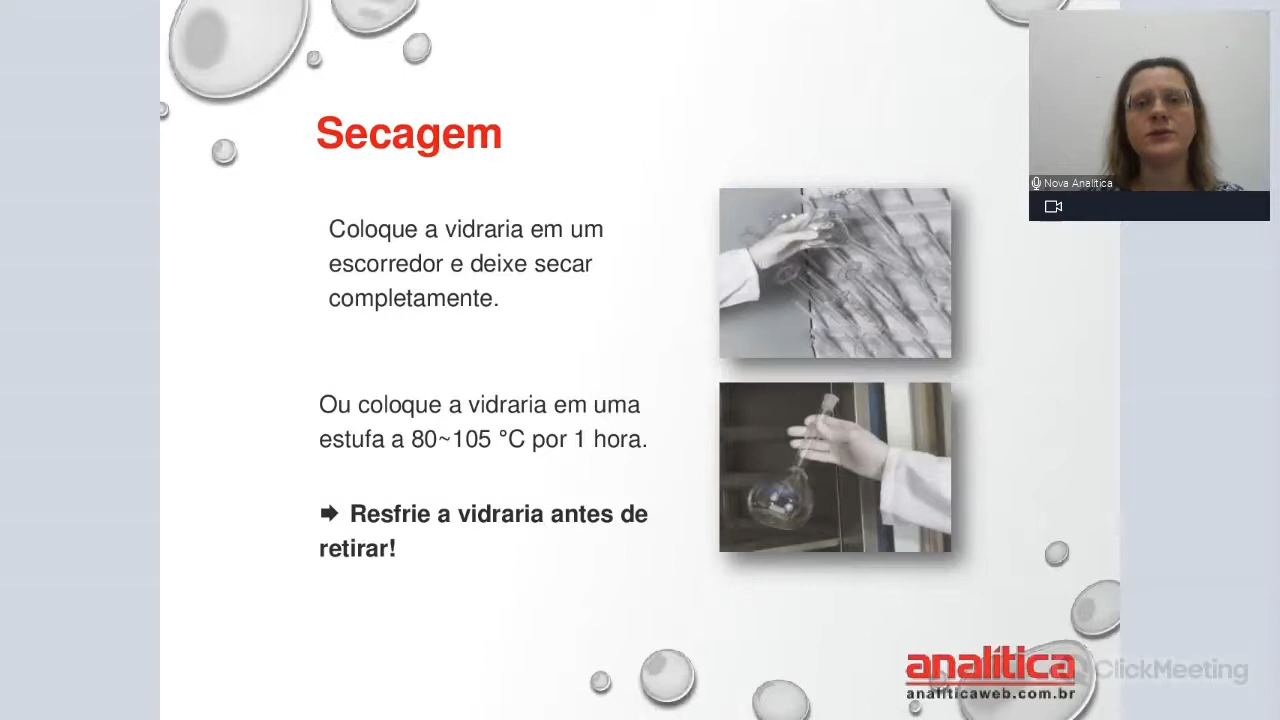 Secagem
Coloque a vidraria em um
escorredor e deixe secar
completamente.
Ou coloque a vidraria em uma
estufa a 80~105 °C por 1 hora.
➡ Resfrie a vidraria antes de
retirar!
Nova Analítica
analítica
analiticaweb.com.br
ClickMeeting